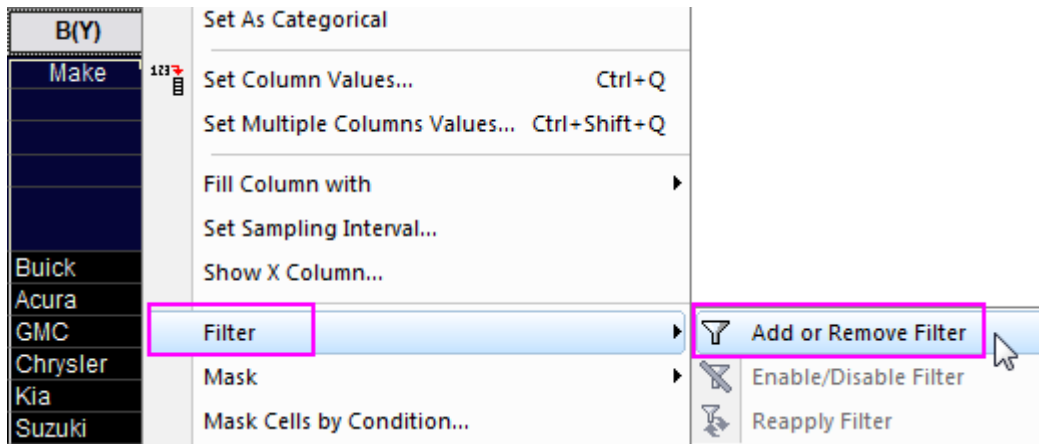 B(Y)
Make
Buick
Acura
GMC
Chrysler
Kia
Suzuki
Set As Categorical
123
Set Column Values... Ctrl+Q
Set Multiple Columns Values... Ctrl+Shift+Q
Fill Column with
Set Sampling Interval...
Show X Column...
Filter
Mask
Mask Cells by Condition...
Add or Remove Filter
Enable/Disable Filter
Reapply Filter